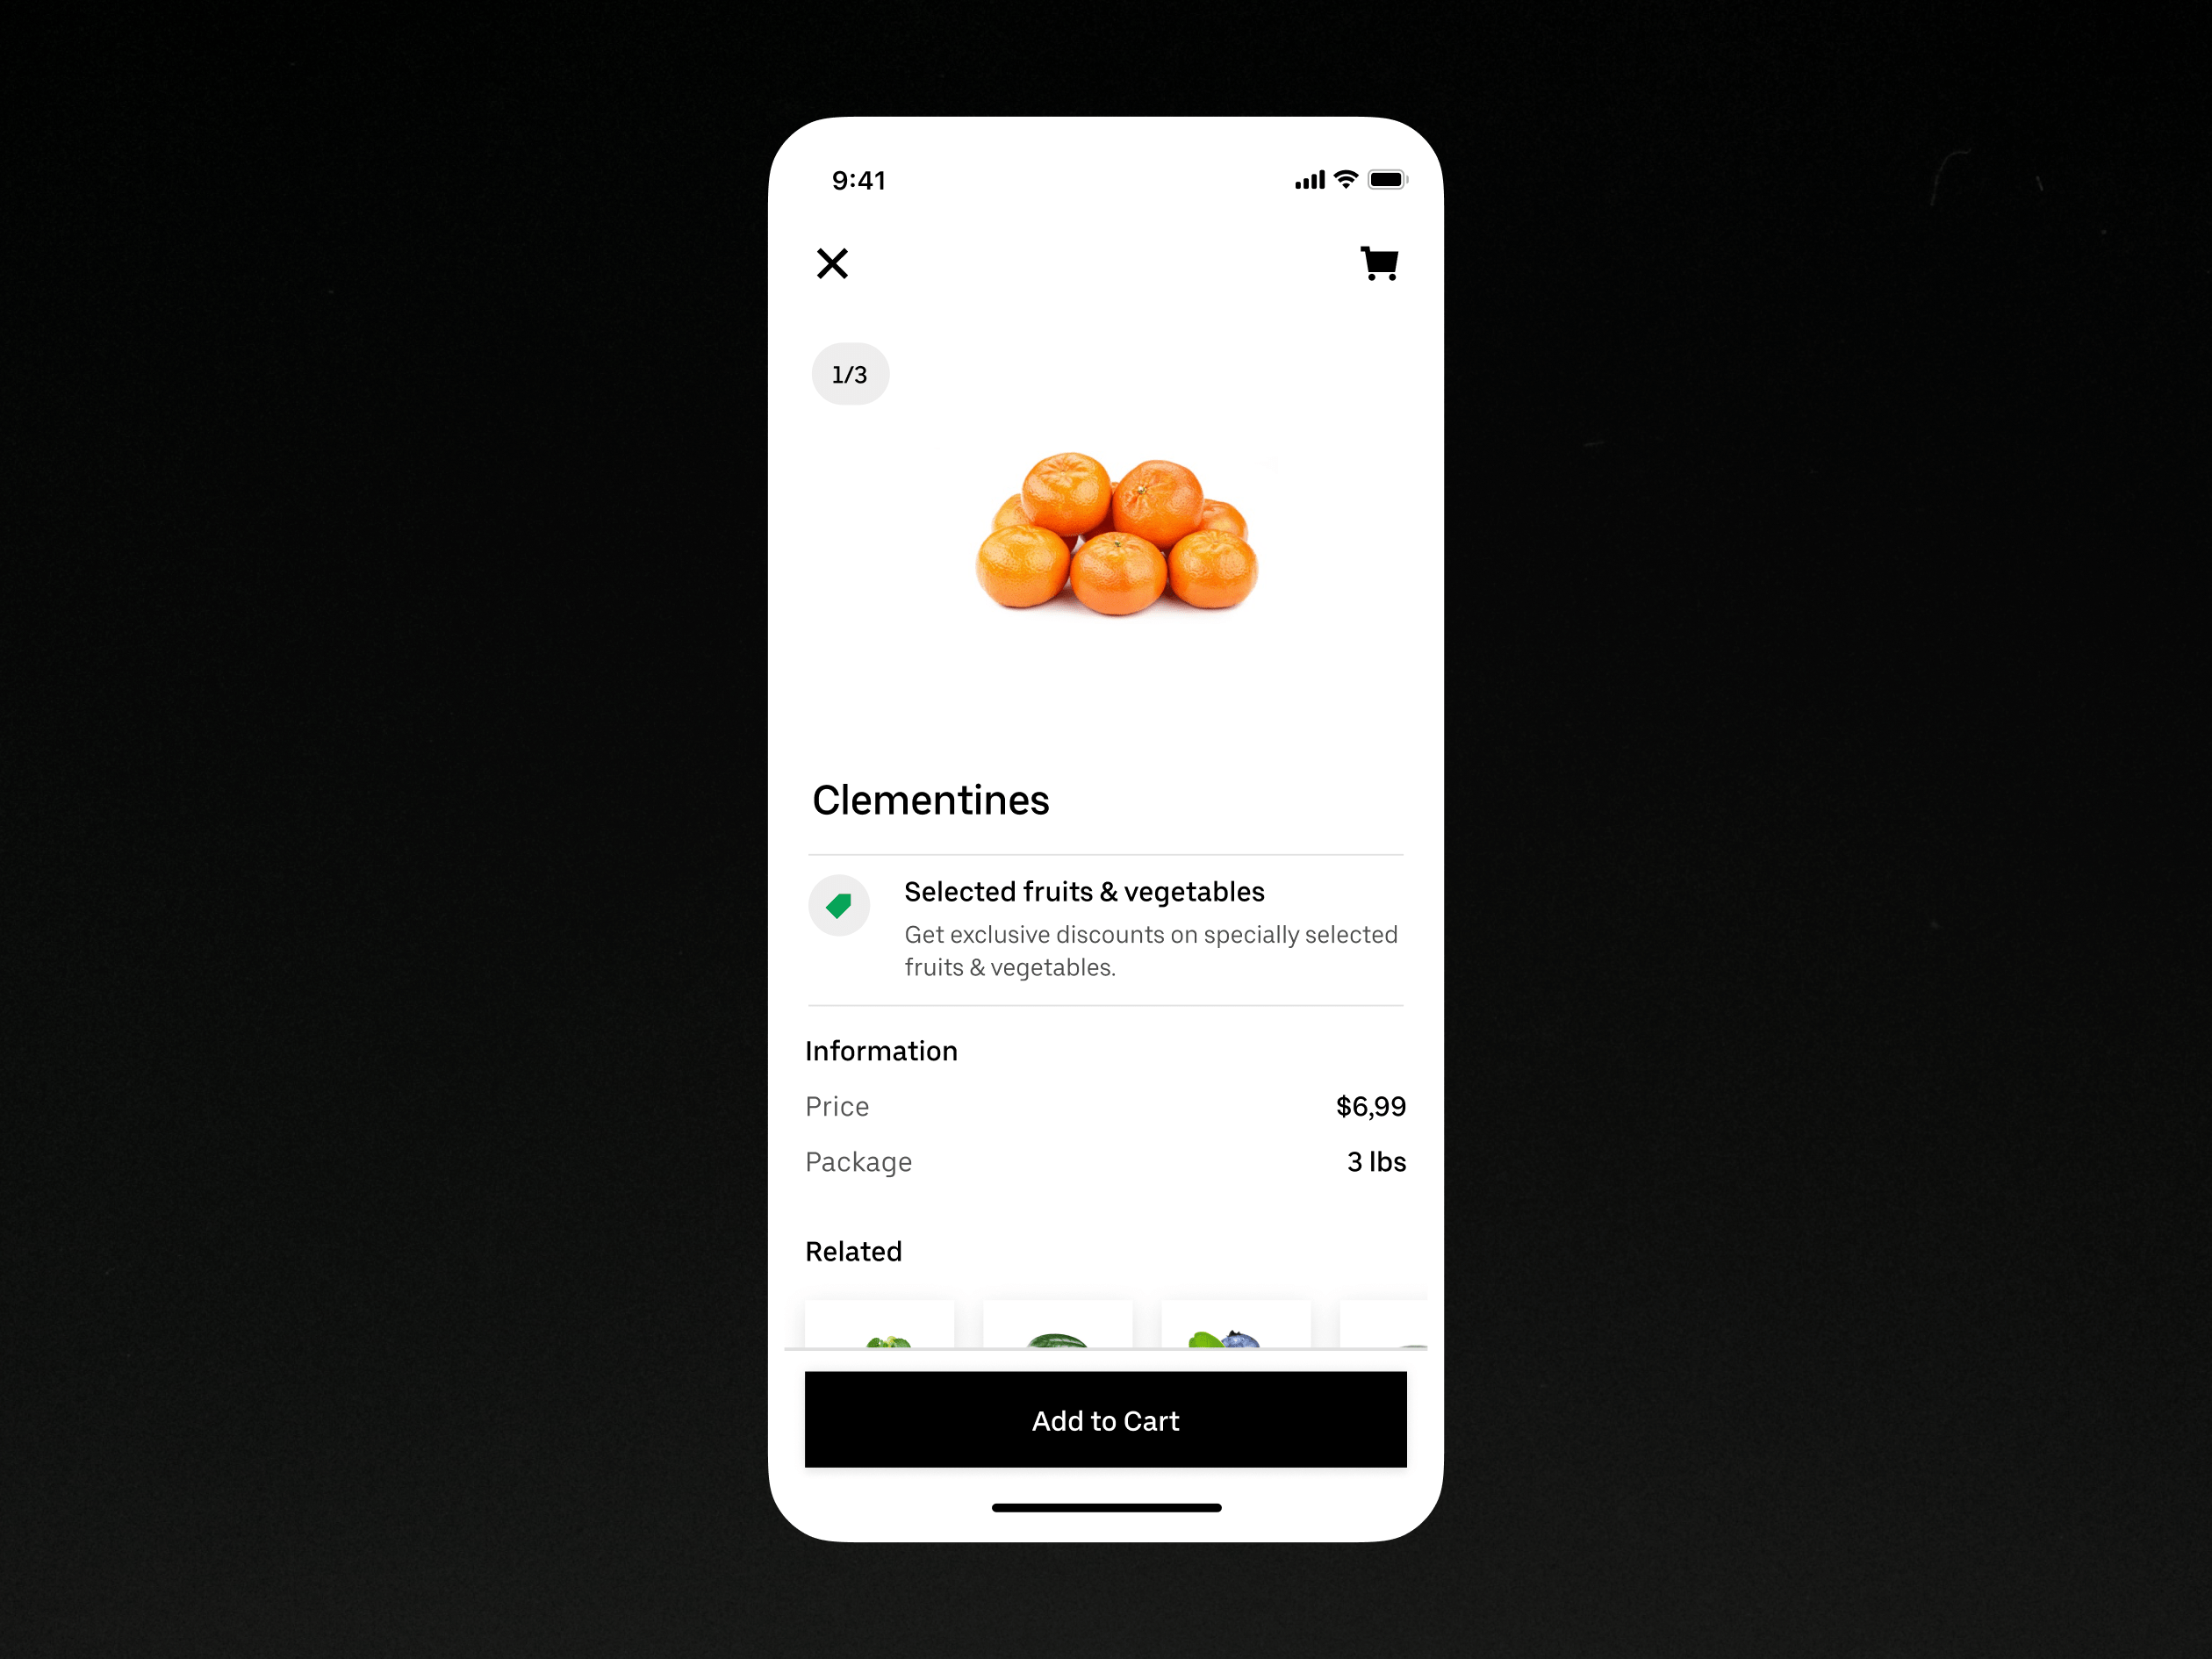 9:41
1/3
Clementines
Selected fruits & vegetables
Get exclusive discounts on specially selected
fruits & vegetables.
Information
Price $6,99
Package 3 lbs
Related
Add to Cart